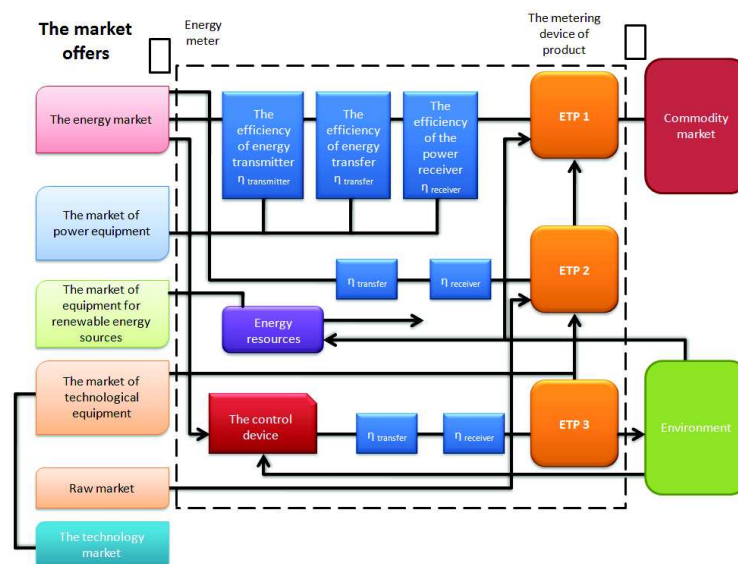 The market
offers
Energy
meter
The metering
device of
product
The energy market
The
efficiency
of energy
transmitter
η transmitter
The
efficiency
of energy
transfer
η transfer
The
efficiency
of the
power
receiver
η receiver
ETP 1
Commodity
market
The market of
power equipment
η transfer
η receiver
ETP 2
The market of
equipment for
renewable energy
sources
Energy
resources
The market of
technological
equipment
The control
device
η transfer
η receiver
ETP 3
Environment
Raw market
The technology
market